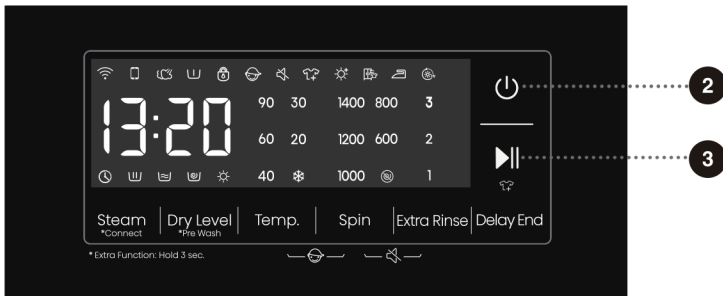 2
13:20
90 30 1400 800 3
60 20 1200 600 2
40 1000 1
3
Steam Dry Level Temp. Spin Extra Rinse Delay End
*Connect *Pre Wash
* Extra Function: Hold 3 sec.